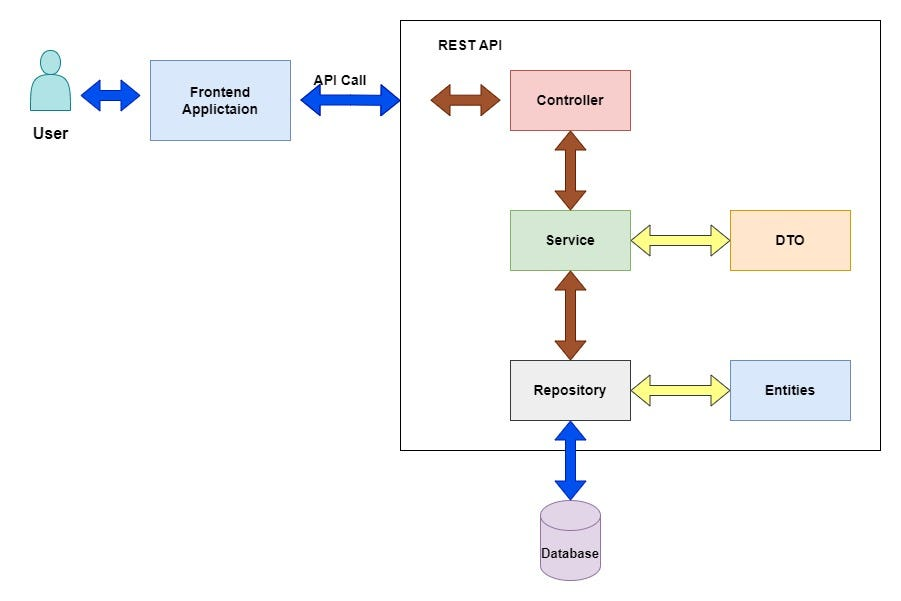 REST API
API Call
Frontend
Applictaion
Controller
User
Service
DTO
Repository
Entities
Database